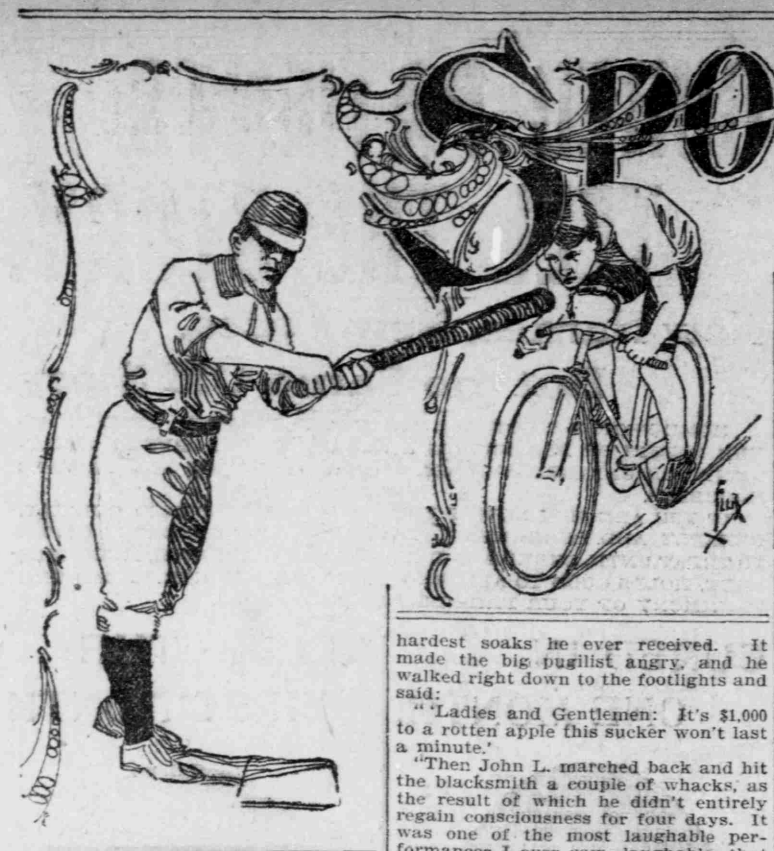 SPO
hardest soaks he ever received. It
made the big pugilist angry, and he
walked right down to the footlights and
said:
"'Ladies and Gentlemen: It's $1,000
to a rotten apple this sucker won't last
a minute.'
"Then John L. marched back and hit
the blacksmith a couple of whacks, as
the result of which he didn't entirely
regain consciousness for four days. It
was one of the most laughable per-